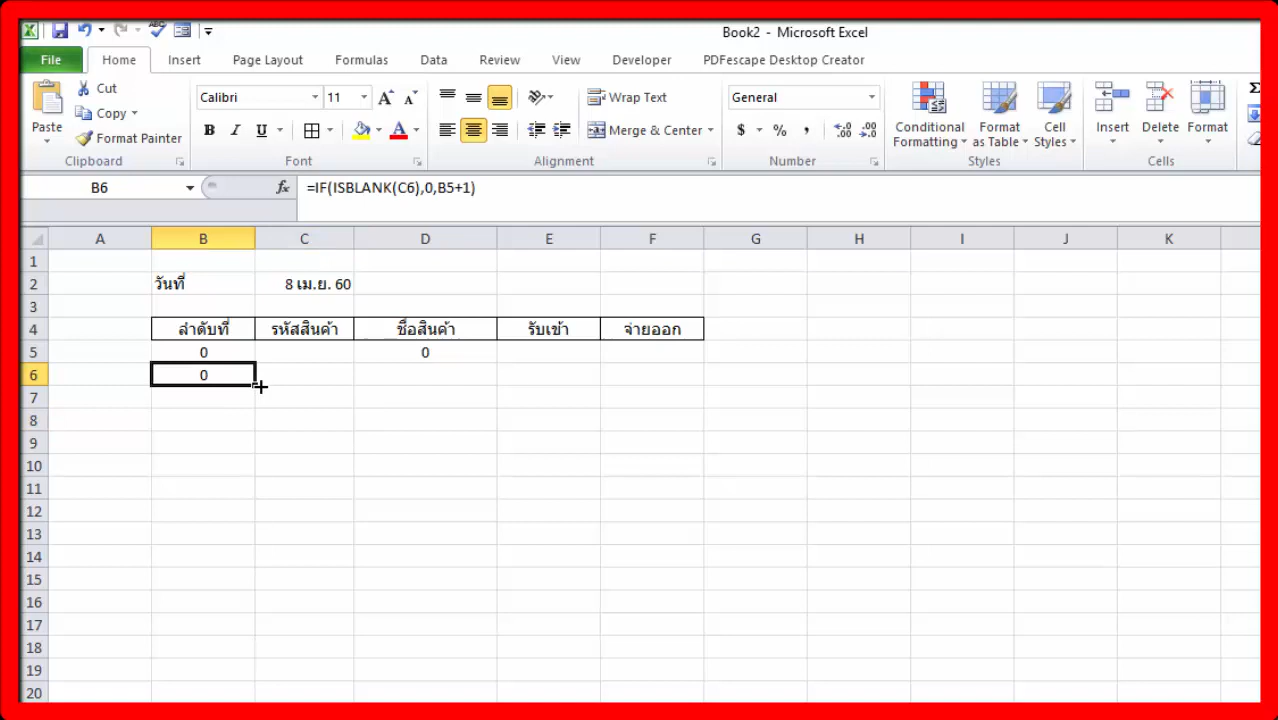 Book2 - Microsoft Excel
File Home Insert Page Layout Formulas Data Review View Developer PDFescape Desktop Creator
Paste
Cut
Copy
Format Painter
Clipboard
Calibri 11
B I U
Font
Wrap Text
Merge & Center
Alignment
General
$ % ,
Number
Conditional Formatting
Format as Table
Cell Styles
Styles
Insert Delete Format
Cells
B6 fx =IF(ISBLANK(C6),0,B5+1)
A B C D E F G H I J K
1
2 วันที่ 8 เม.ย. 60
3
4 ลำดับที่ รหัสสินค้า ชื่อสินค้า รับเข้า จ่ายออก
5 0 0
6 0
7
8
9
10
11
12
13
14
15
16
17
18
19
20